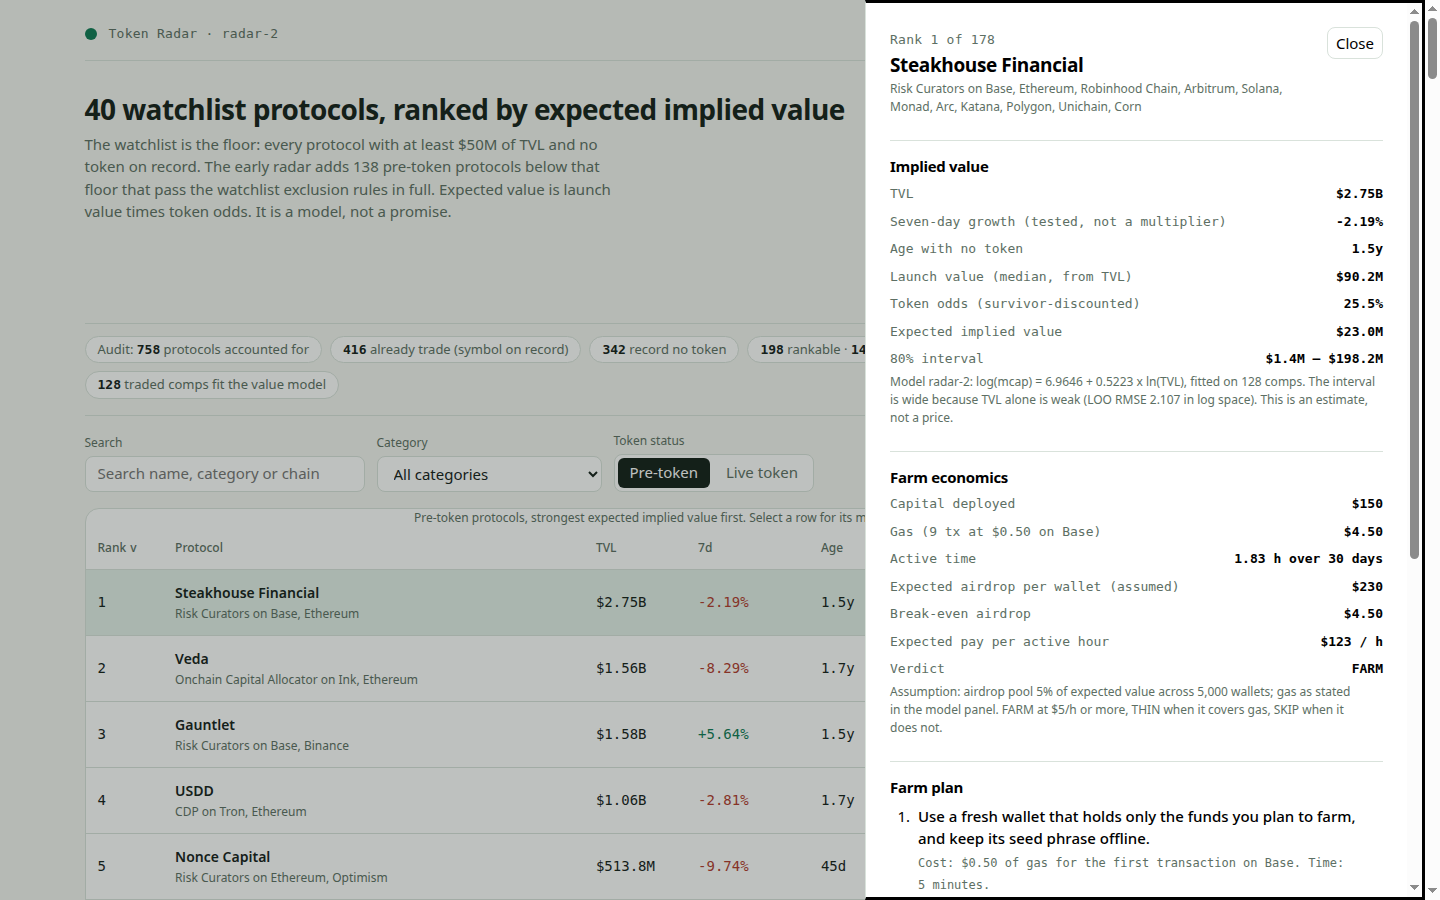 Token Radar · radar-2
40 watchlist protocols, ranked by expected implied value
The watchlist is the floor: every protocol with at least $50M of TVL and no
token on record. The early radar adds 138 pre-token protocols below that
floor that pass the watchlist exclusion rules in full. Expected value is launch
value times token odds. It is a model, not a promise.
Audit: 758 protocols accounted for
416 already trade (symbol on record)
342 record no token
198 rankable · 14
128 traded comps fit the value model
Search
Category
Token status
Search name, category or chain
All categories
Pre-token
Live token
Pre-token protocols, strongest expected implied value first. Select a row for its m
Rank v Protocol TVL 7d Age
1 Steakhouse Financial $2.75B -2.19% 1.5y
Risk Curators on Base, Ethereum
2 Veda $1.56B -8.29% 1.7y
Onchain Capital Allocator on Ink, Ethereum
3 Gauntlet $1.58B +5.64% 1.5y
Risk Curators on Base, Binance
4 USDD $1.06B -2.81% 1.7y
CDP on Tron, Ethereum
5 Nonce Capital $513.8M -9.74% 45d
Risk Curators on Ethereum, Optimism
Rank 1 of 178
Close
Steakhouse Financial
Risk Curators on Base, Ethereum, Robinhood Chain, Arbitrum, Solana,
Monad, Arc, Katana, Polygon, Unichain, Corn
Implied value
TVL $2.75B
Seven-day growth (tested, not a multiplier) -2.19%
Age with no token 1.5y
Launch value (median, from TVL) $90.2M
Token odds (survivor-discounted) 25.5%
Expected implied value $23.0M
80% interval $1.4M — $198.2M
Model radar-2: log(mcap) = 6.9646 + 0.5223 x ln(TVL), fitted on 128 comps. The interval
is wide because TVL alone is weak (LOO RMSE 2.107 in log space). This is an estimate,
not a price.
Farm economics
Capital deployed $150
Gas (9 tx at $0.50 on Base) $4.50
Active time 1.83 h over 30 days
Expected airdrop per wallet (assumed) $230
Break-even airdrop $4.50
Expected pay per active hour $123 / h
Verdict FARM
Assumption: airdrop pool 5% of expected value across 5,000 wallets; gas as stated
in the model panel. FARM at $5/h or more, THIN when it covers gas, SKIP when it
does not.
Farm plan
1. Use a fresh wallet that holds only the funds you plan to farm,
and keep its seed phrase offline.
Cost: $0.50 of gas for the first transaction on Base. Time:
5 minutes.